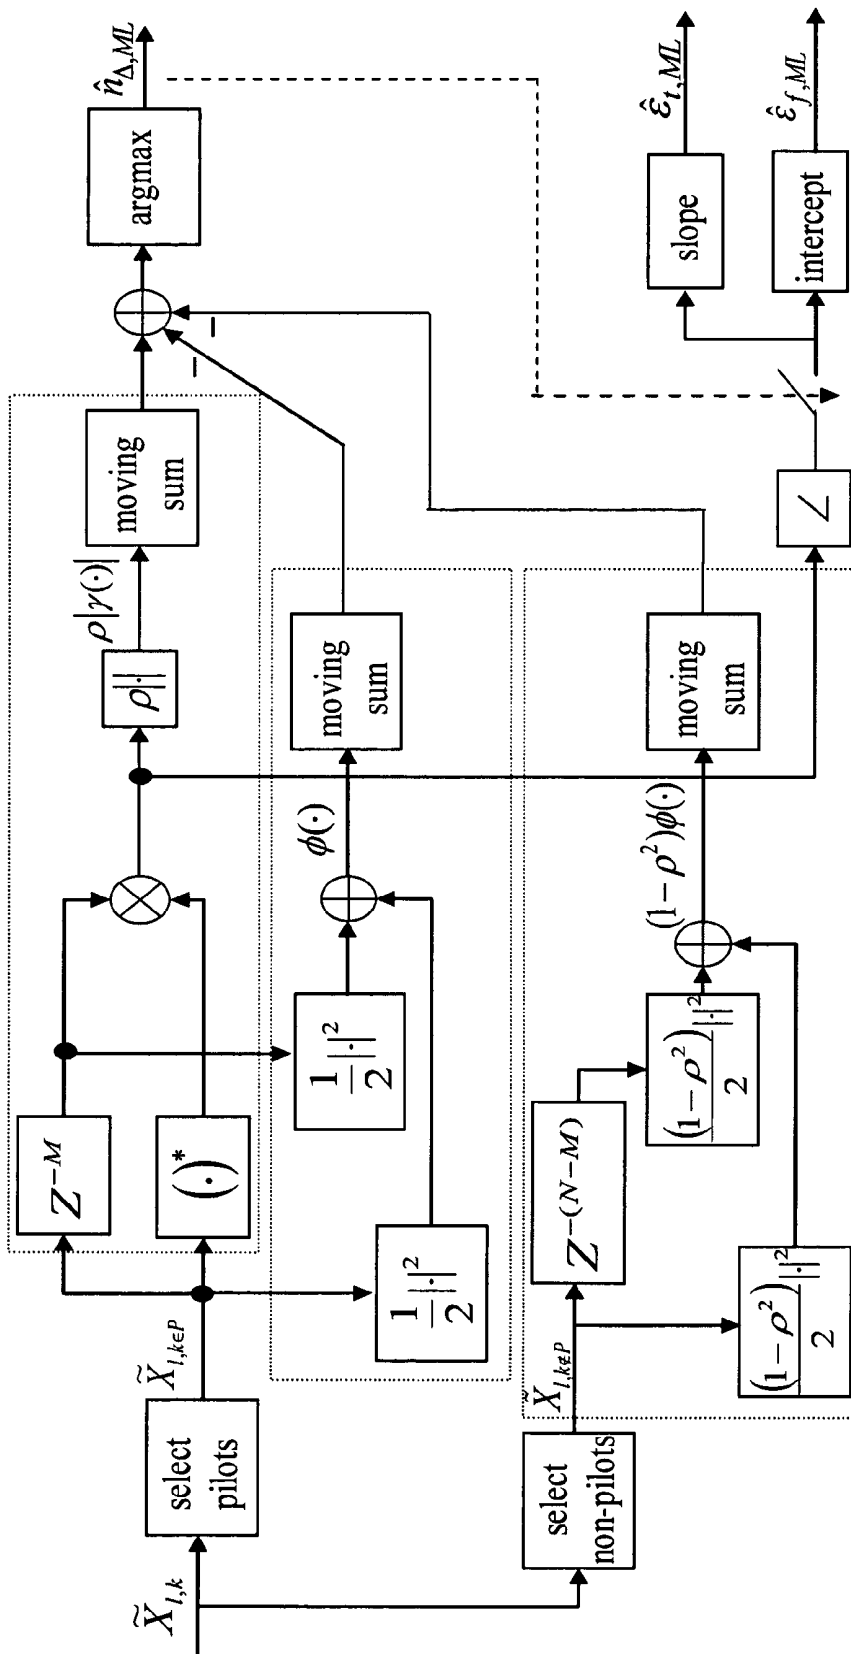 X̃_{l,k}
select
pilots
X̃_{l,k∈P}
Z^{-M}
(·)*
ρ|·|
ρ|γ(·)|
moving
sum
argmax
n̂_{Δ,ML}
1/2|·|²
1/2|·|²
ϕ(·)
moving
sum
−
−
select
non-pilots
X̃_{l,k∉P}
Z^{-(N-M)}
(1-ρ²)/2|·|²
(1-ρ²)/2|·|²
(1-ρ²)ϕ(·)
moving
sum
∠
slope
ε̂_{t,ML}
intercept
ε̂_{f,ML}